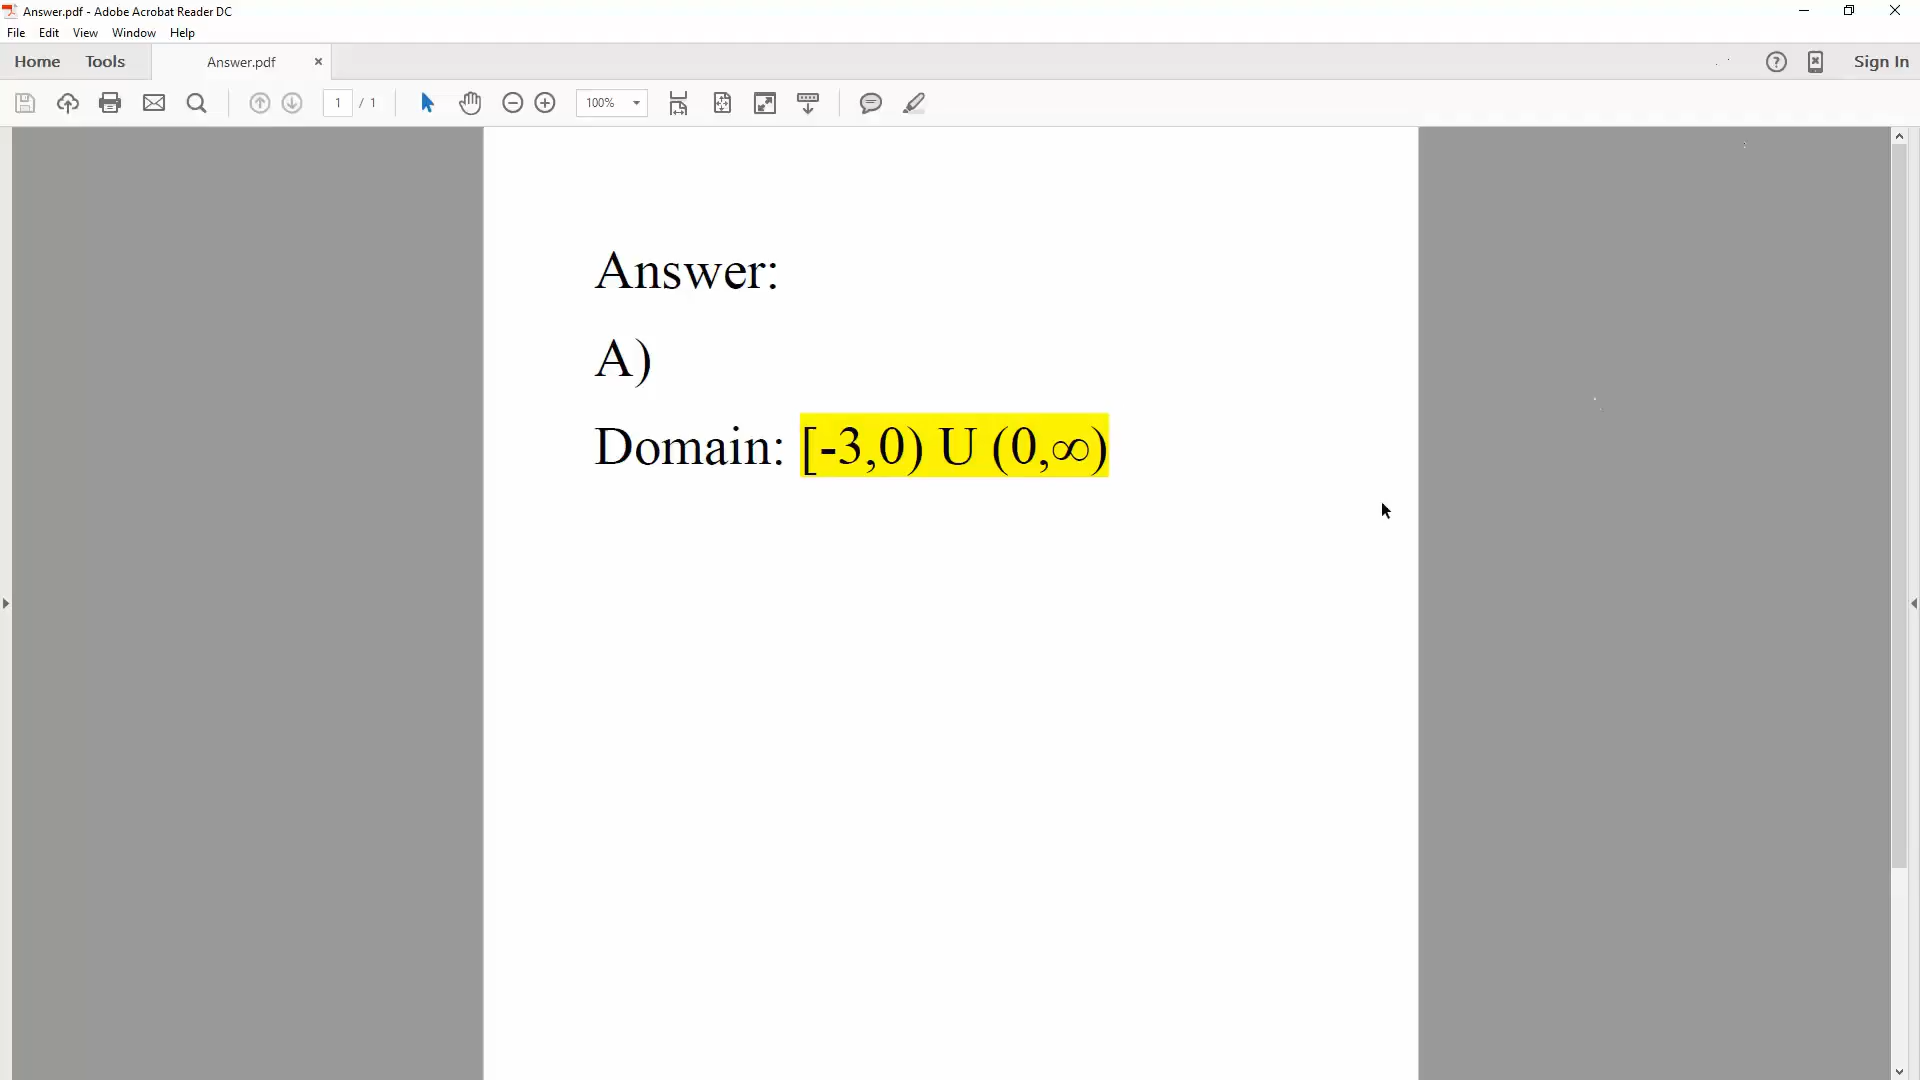 Answer.pdf - Adobe Acrobat Reader DC
File Edit View Window Help
Home Tools Answer.pdf × Sign In
1 / 1 100%
Answer:
A)
Domain: [-3,0) U (0,∞)